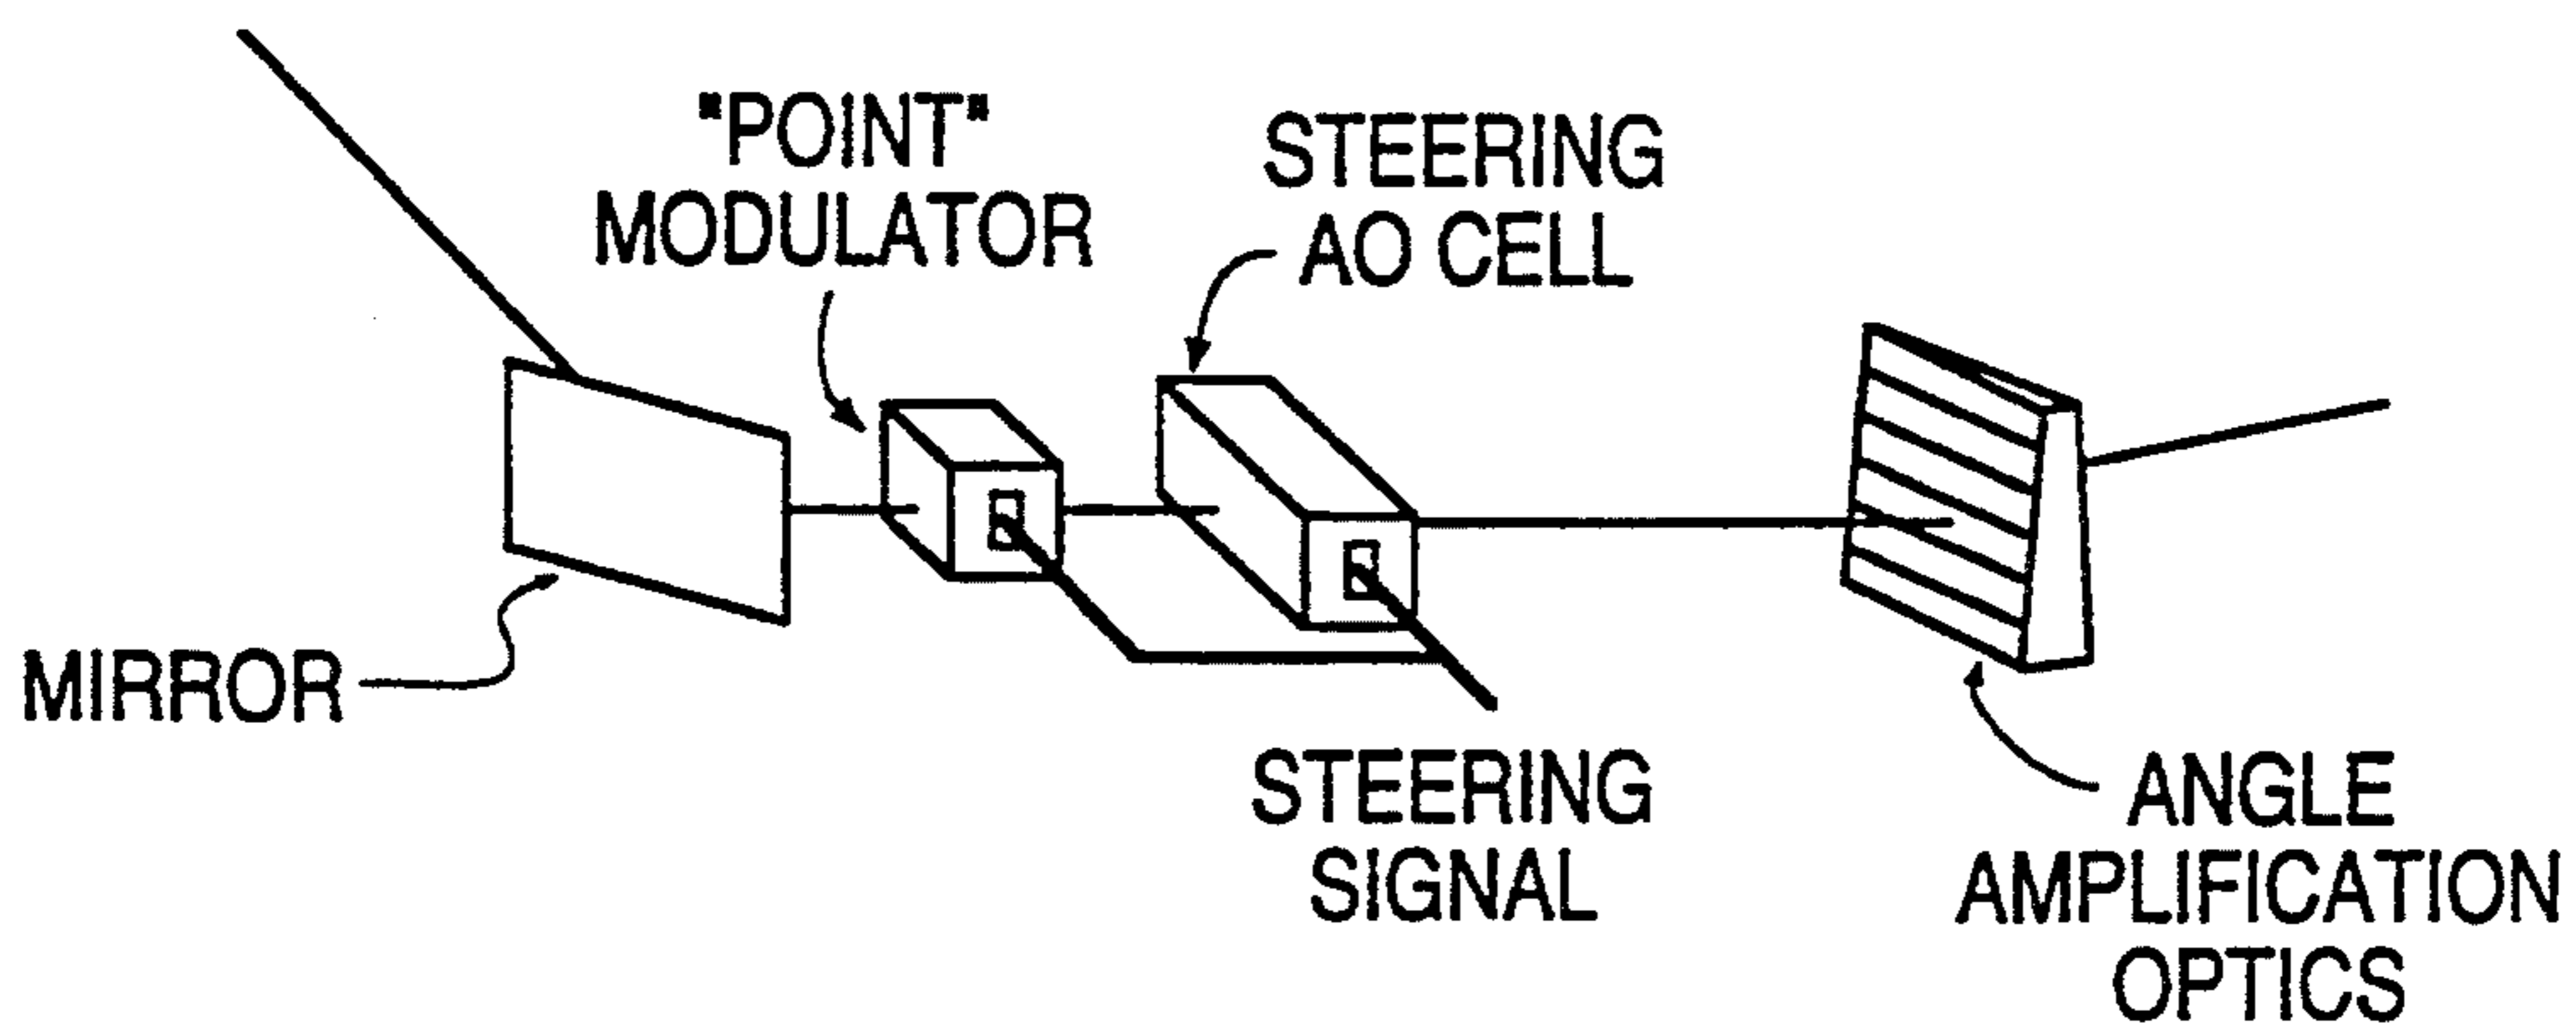 "POINT"
MODULATOR
STEERING
AO CELL
MIRROR
STEERING
SIGNAL
ANGLE
AMPLIFICATION
OPTICS